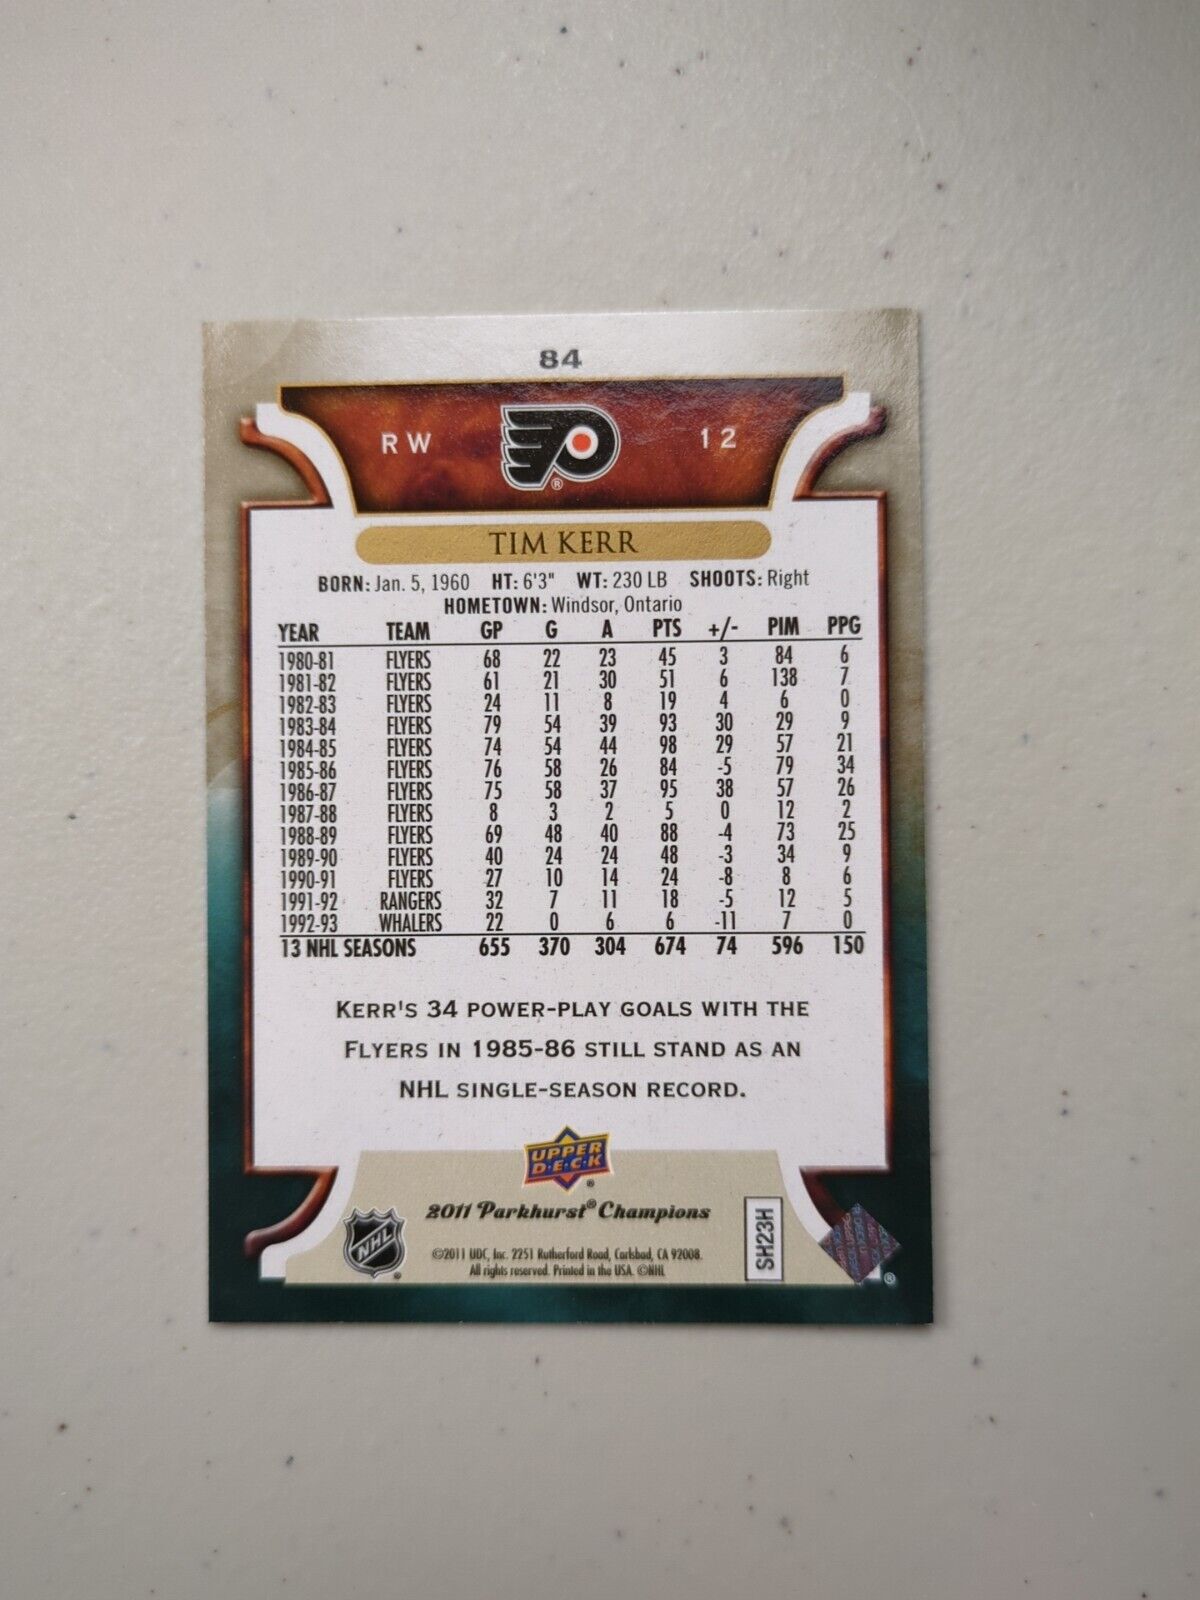 84
RW 12
®
TIM KERR
BORN: Jan. 5, 1960 HT: 6'3" WT: 230 LB SHOOTS: Right
HOMETOWN: Windsor, Ontario
YEAR TEAM GP G A PTS +/- PIM PPG
1980-81 FLYERS 68 22 23 45 3 84 6
1981-82 FLYERS 61 21 30 51 6 138 7
1982-83 FLYERS 24 11 8 19 4 6 0
1983-84 FLYERS 79 54 39 93 30 29 9
1984-85 FLYERS 74 54 44 98 29 57 21
1985-86 FLYERS 76 58 26 84 -5 79 34
1986-87 FLYERS 75 58 37 95 38 57 26
1987-88 FLYERS 8 3 2 5 0 12 2
1988-89 FLYERS 69 48 40 88 -4 73 25
1989-90 FLYERS 40 24 24 48 -3 34 9
1990-91 FLYERS 27 10 14 24 -8 8 6
1991-92 RANGERS 32 7 11 18 -5 12 5
1992-93 WHALERS 22 0 6 6 -11 7 0
13 NHL SEASONS 655 370 304 674 74 596 150
KERR'S 34 POWER-PLAY GOALS WITH THE
FLYERS IN 1985-86 STILL STAND AS AN
NHL SINGLE-SEASON RECORD.
UPPER
D·E·C·K
®
2011 Parkhurst® Champions
NHL
®
©2011 UDC, Inc. 2251 Rutherford Road, Carlsbad, CA 92008.
All rights reserved. Printed in the USA. ©NHL
SH23H
®